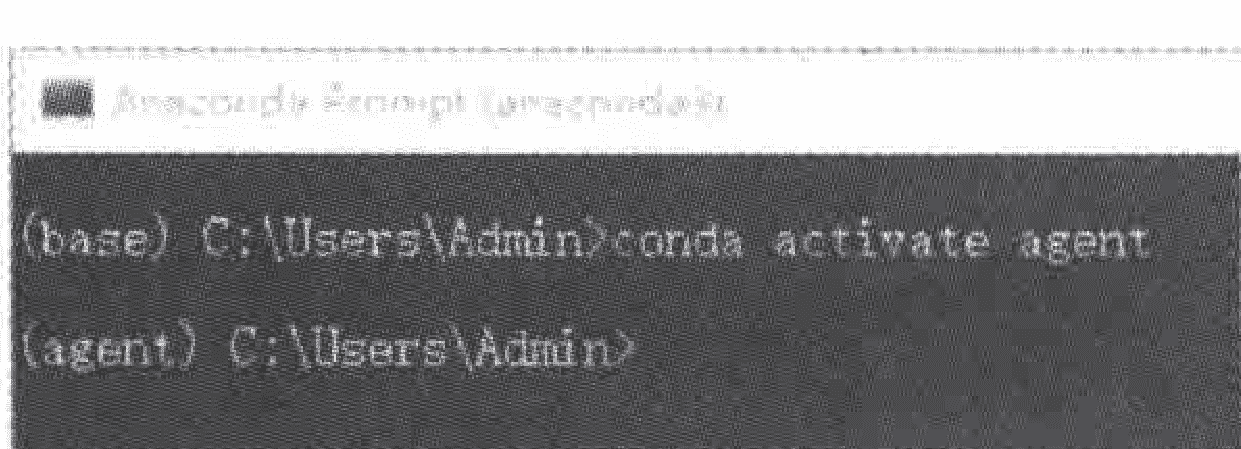 Anaconda Prompt (anaconda3)
(base) C:\Users\Admin>conda activate agent
(agent) C:\Users\Admin>